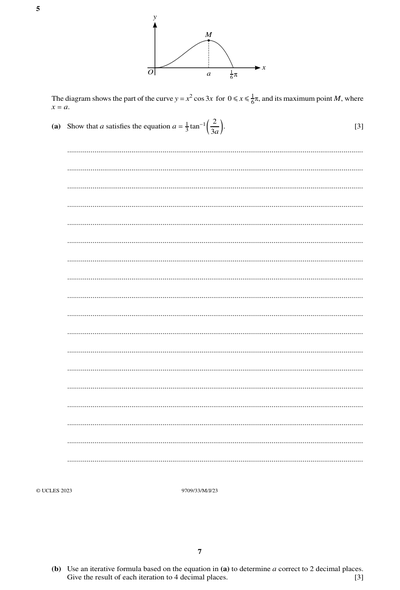 5
y
M
O
a
1/6 π
x
The diagram shows the part of the curve y = x² cos 3x for 0 ⩽ x ⩽ 1/6 π, and its maximum point M, where
x = a.
(a) Show that a satisfies the equation a = 1/3 tan⁻¹(2/3a). [3]
© UCLES 2023 9709/33/M/J/23
7
(b) Use an iterative formula based on the equation in (a) to determine a correct to 2 decimal places.
Give the result of each iteration to 4 decimal places. [3]